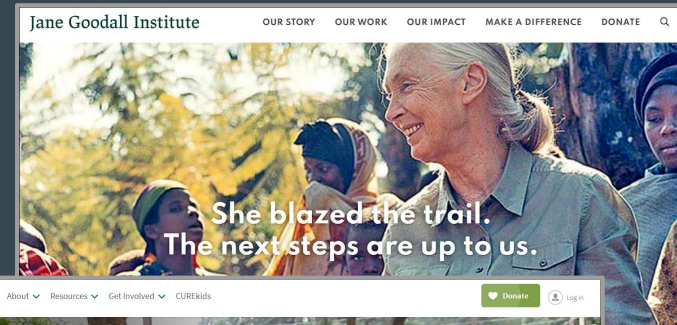 Jane Goodall Institute
OUR STORY OUR WORK OUR IMPACT MAKE A DIFFERENCE DONATE
She blazed the trail.
The next steps are up to us.
About Resources Get Involved CUREkids Donate Log in